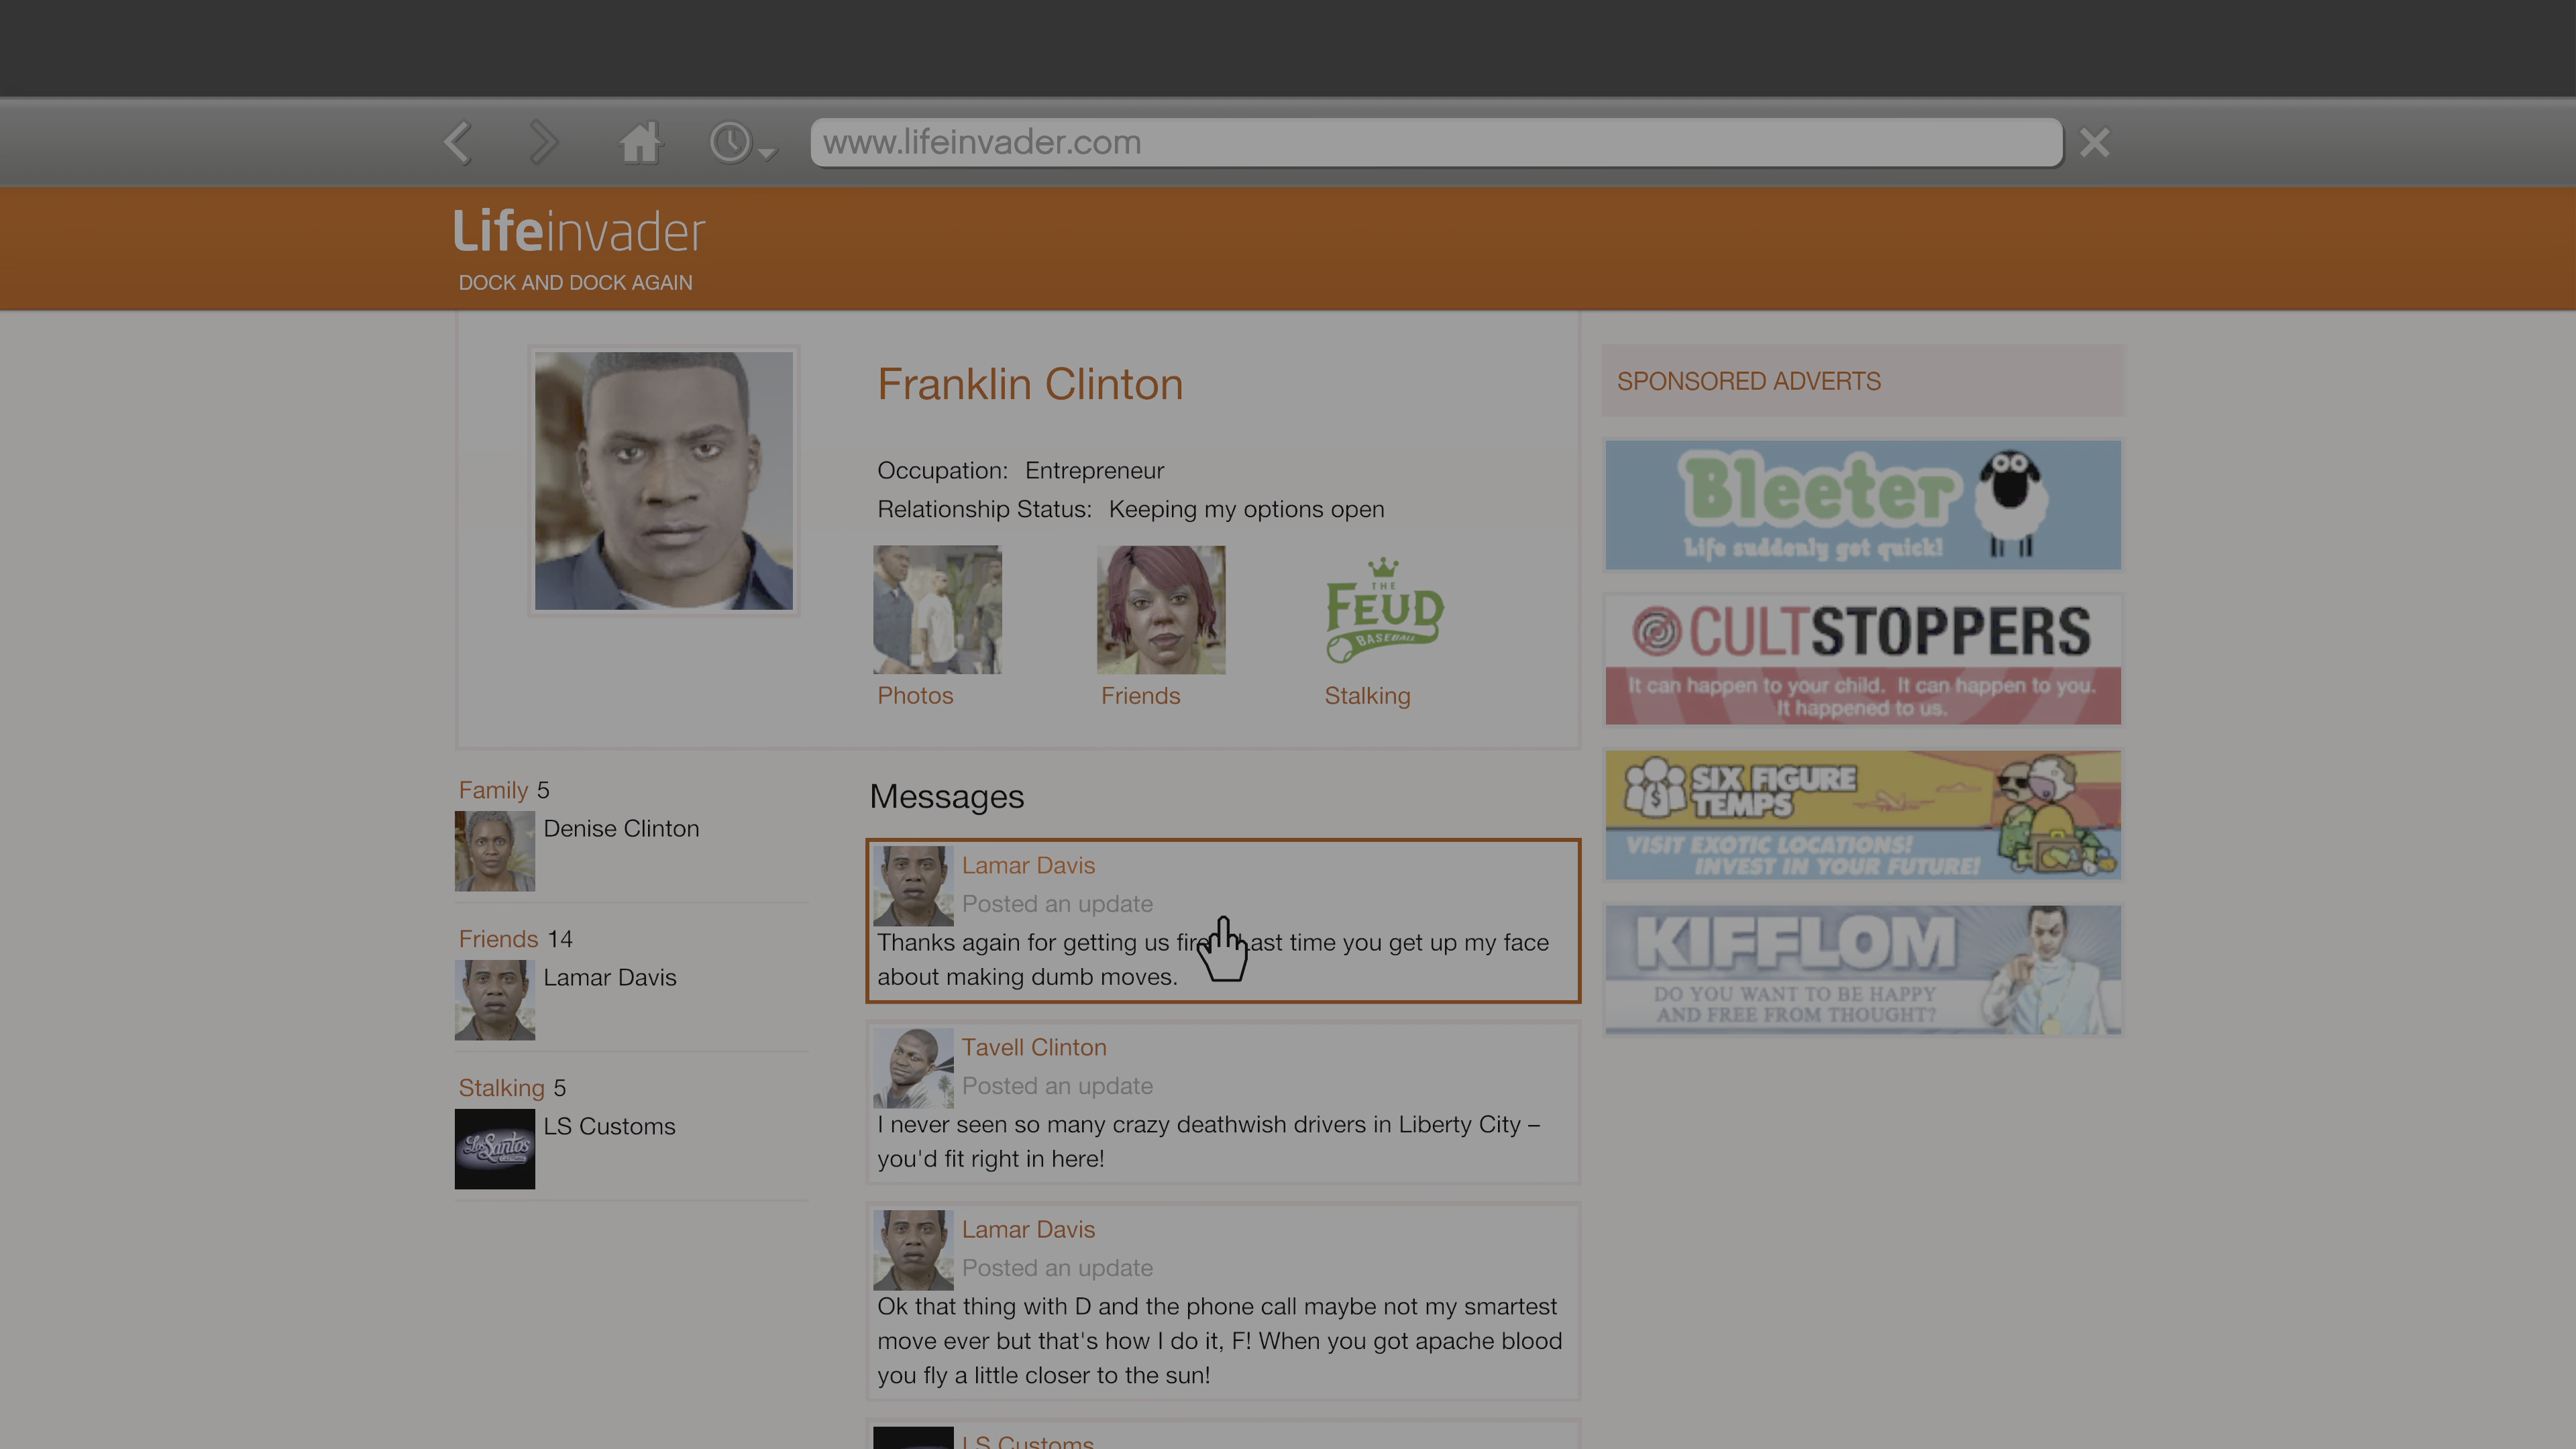 www.lifeinvader.com
Lifeinvader
DOCK AND DOCK AGAIN
Franklin Clinton
Occupation: Entrepreneur
Relationship Status: Keeping my options open
THE
FEUD
BASEBALL
Photos
Friends
Stalking
SPONSORED ADVERTS
Bleeter
Life suddenly got quick!
CULTSTOPPERS
It can happen to your child. It can happen to you.
It happened to us.
SIX FIGURE
TEMPS
VISIT EXOTIC LOCATIONS!
INVEST IN YOUR FUTURE!
KIFFLOM
DO YOU WANT TO BE HAPPY
AND FREE FROM THOUGHT?
Family 5
Denise Clinton
Friends 14
Lamar Davis
Stalking 5
Los Santos
LS Customs
Messages
Lamar Davis
Posted an update
Thanks again for getting us last time you get up my face
about making dumb moves.
Tavell Clinton
Posted an update
I never seen so many crazy deathwish drivers in Liberty City –
you'd fit right in here!
Lamar Davis
Posted an update
Ok that thing with D and the phone call maybe not my smartest
move ever but that's how I do it, F! When you got apache blood
you fly a little closer to the sun!
LS Customs